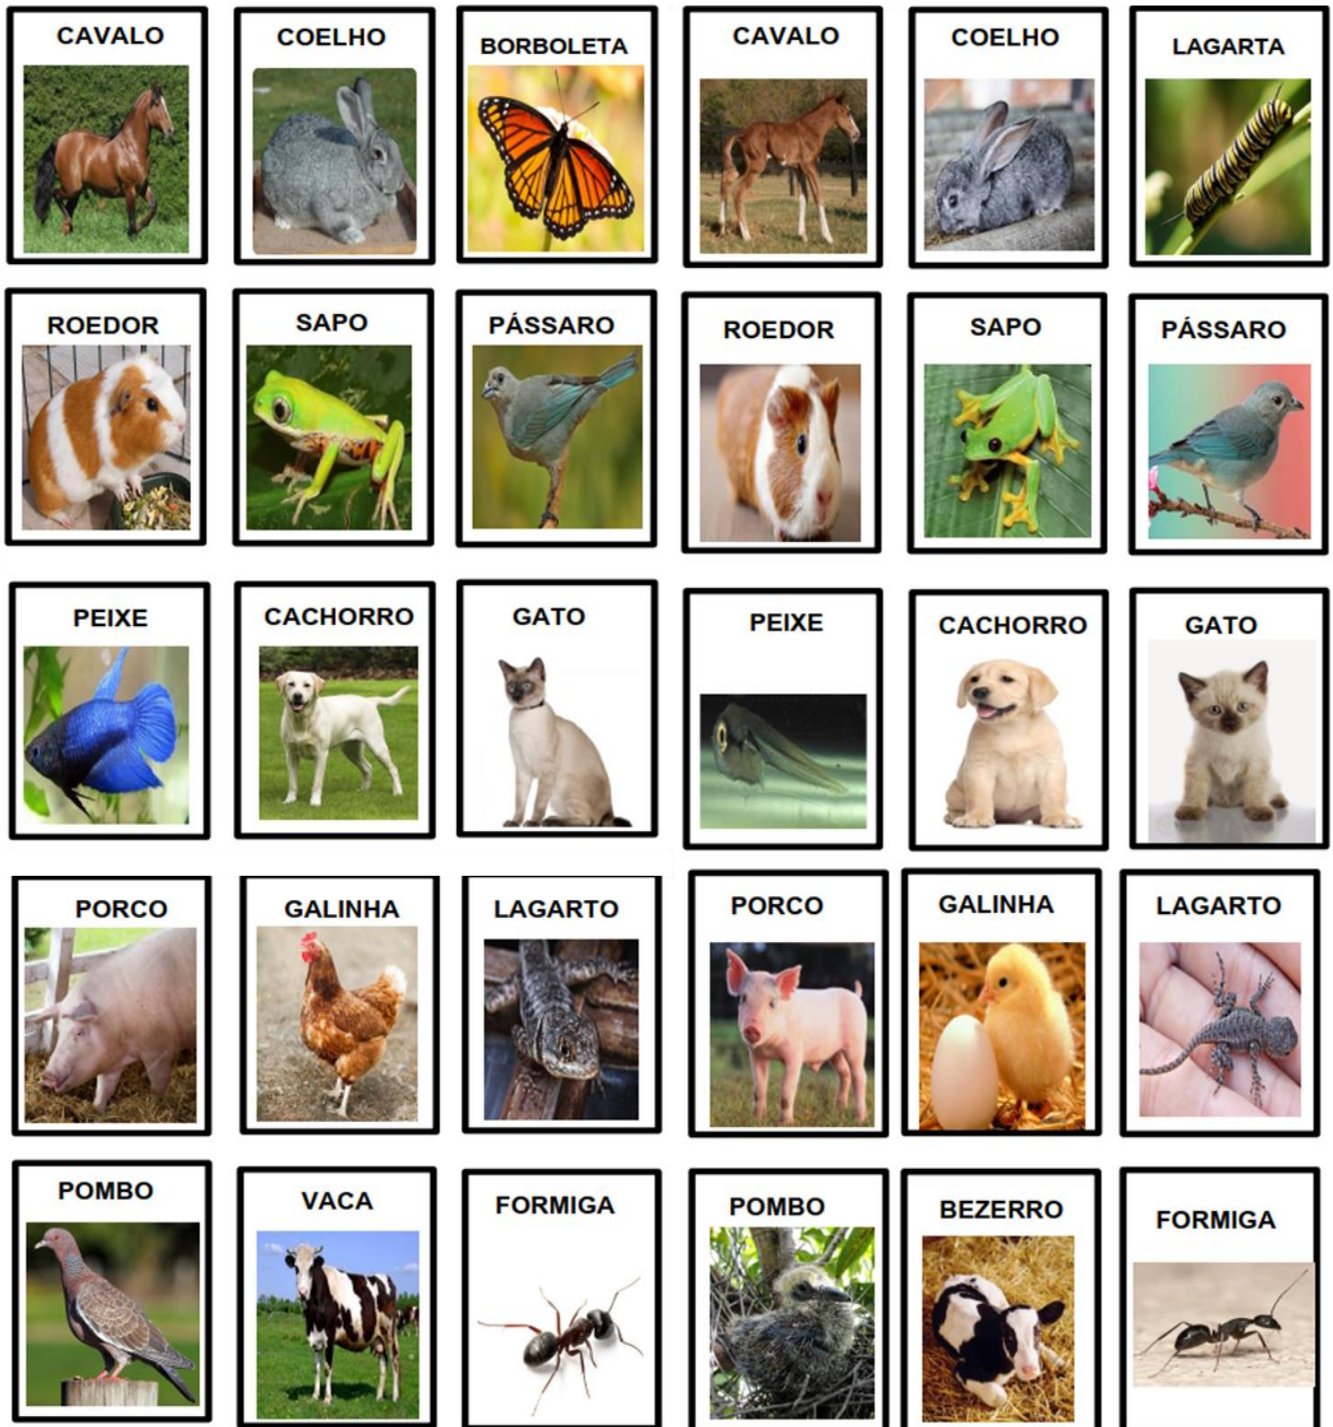 CAVALO
COELHO
BORBOLETA
CAVALO
COELHO
LAGARTA
ROEDOR
SAPO
PÁSSARO
ROEDOR
SAPO
PÁSSARO
PEIXE
CACHORRO
GATO
PEIXE
CACHORRO
GATO
PORCO
GALINHA
LAGARTO
PORCO
GALINHA
LAGARTO
POMBO
VACA
FORMIGA
POMBO
BEZERRO
FORMIGA